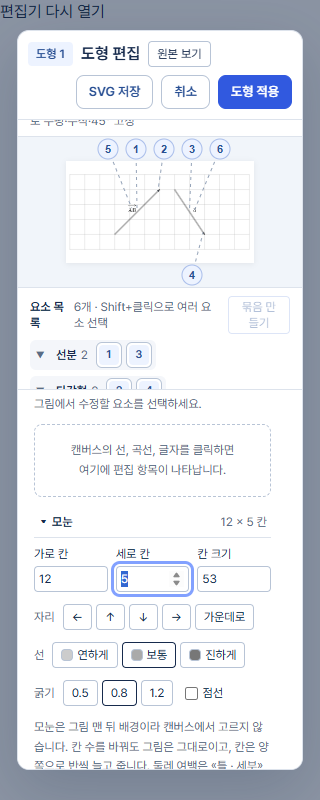 편집기 다시 열기
도형 1 도형 편집 원본 보기
SVG 저장 취소 도형 적용
5 1 2 3 6
4
요소 목록 6개 · Shift+클릭으로 여러 요소 선택 묶음 만들기
▼ 선분 2 1 3
그림에서 수정할 요소를 선택하세요.
캔버스의 선, 곡선, 글자를 클릭하면
여기에 편집 항목이 나타납니다.
▼ 모눈 12 × 5 칸
가로 칸 세로 칸 칸 크기
12 5 53
자리 ← ↑ ↓ → 가운데로
선 연하게 보통 진하게
굵기 0.5 0.8 1.2 점선
모눈은 그림 맨 뒤 배경이라 캔버스에서 고르지 않
습니다. 칸 수를 바꿔도 그림은 그대로이고, 칸은 양
쪽으로 반씩 늘고 줍니다. 둘레 여백은 «틀 · 세부»